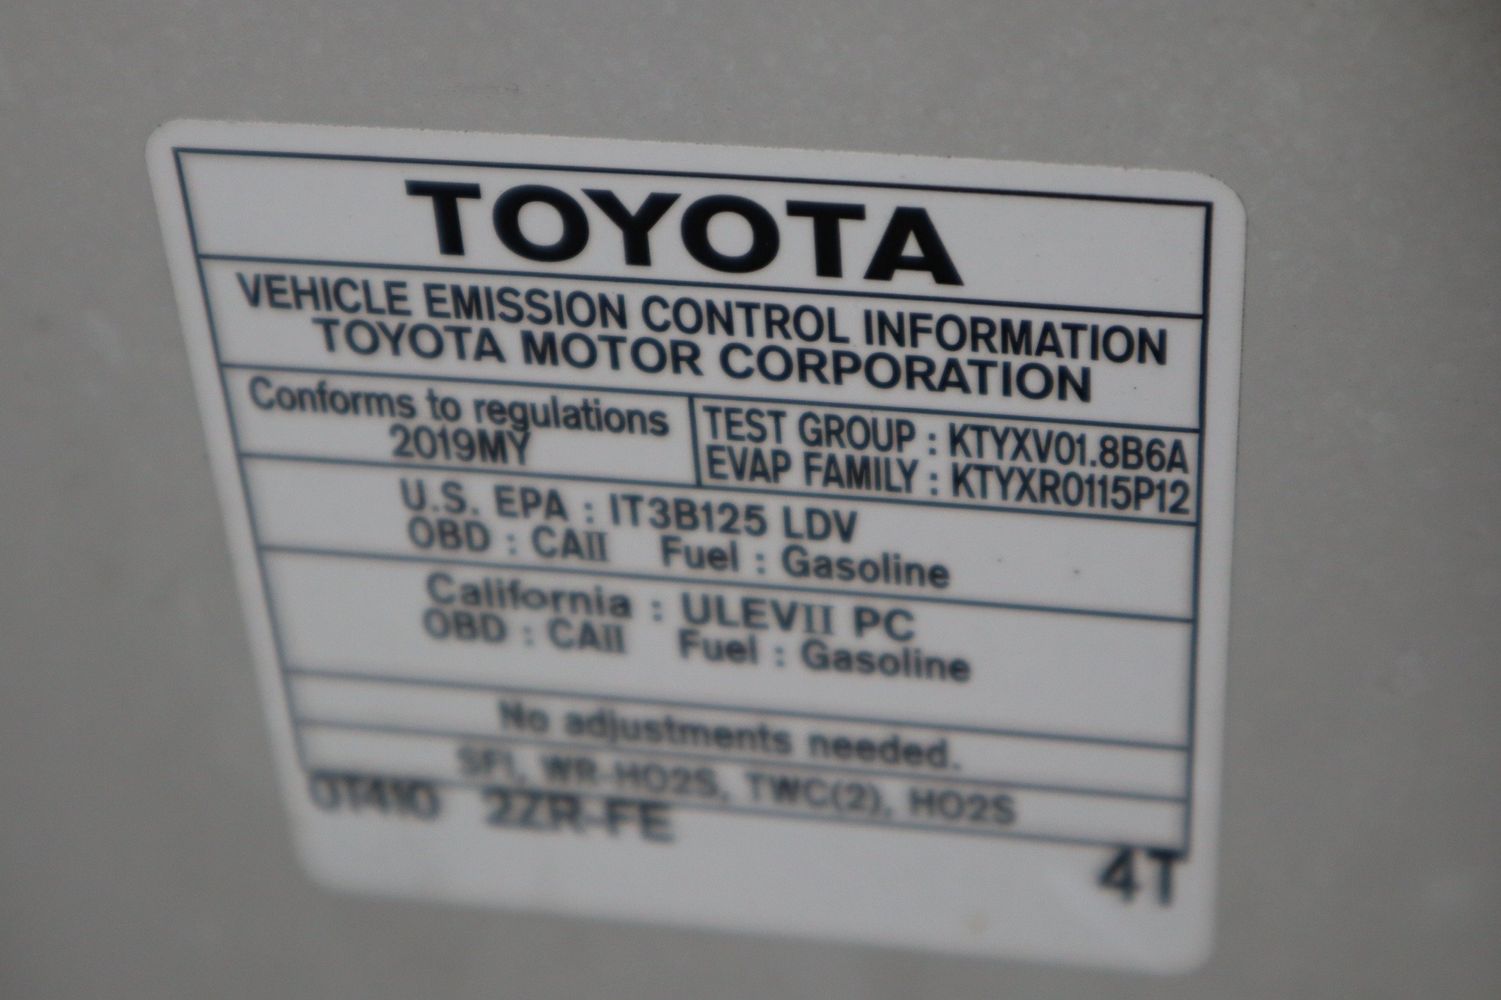 TOYOTA
VEHICLE EMISSION CONTROL INFORMATION
TOYOTA MOTOR CORPORATION
Conforms to regulations
2019MY
TEST GROUP : KTYXV01.8B6A
EVAP FAMILY : KTYXR0115P12
U.S. EPA : IT3B125 LDV
OBD : CAII Fuel : Gasoline
California : ULEVII PC
OBD : CAII Fuel : Gasoline
No adjustments needed.
SFI, WR-HO2S, TWC(2), HO2S
0T410 2ZR-FE
4T